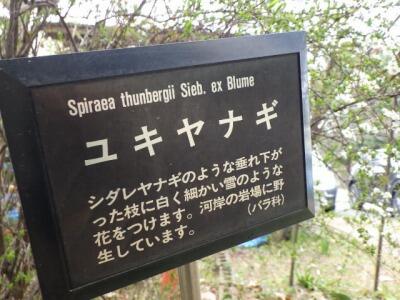 Spiraea thunbergii Sieb. ex Blume
ユキヤナギ
シダレヤナギのような垂れ下が
った枝に白く細かい雪のような
花をつけます。河岸の岩場に野
生しています。 (バラ科)